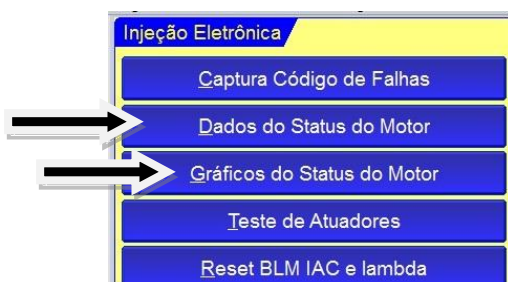 Injeção Eletrônica
Captura Código de Falhas
Dados do Status do Motor
Gráficos do Status do Motor
Teste de Atuadores
Reset BLM IAC e lambda